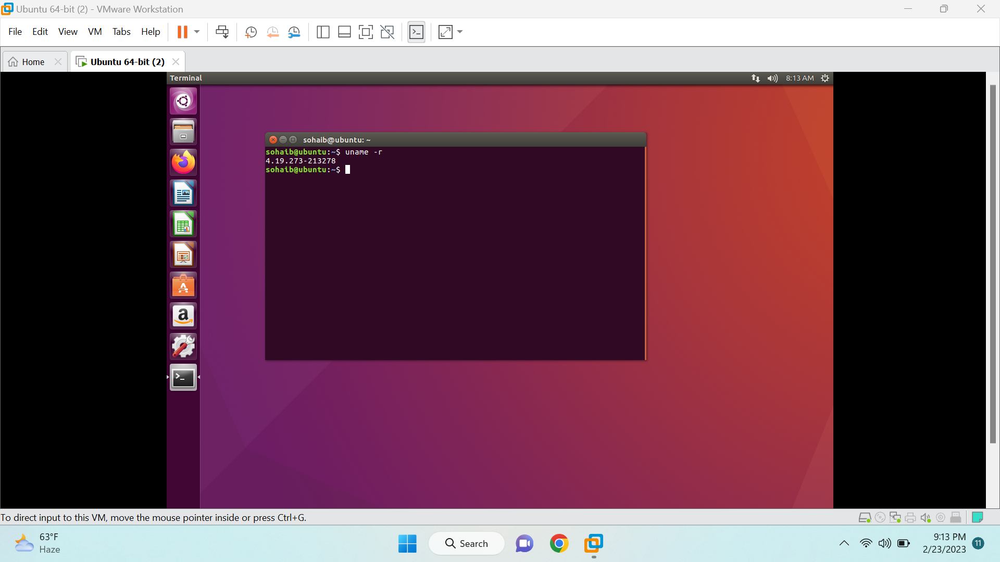 Ubuntu 64-bit (2) - VMware Workstation
File Edit View VM Tabs Help
Home Ubuntu 64-bit (2)
Terminal 8:13 AM
sohaib@ubuntu: ~
sohaib@ubuntu:~$ uname -r
4.19.273-213278
sohaib@ubuntu:~$
To direct input to this VM, move the mouse pointer inside or press Ctrl+G.
63°F
Haze
Search
9:13 PM
2/23/2023
11